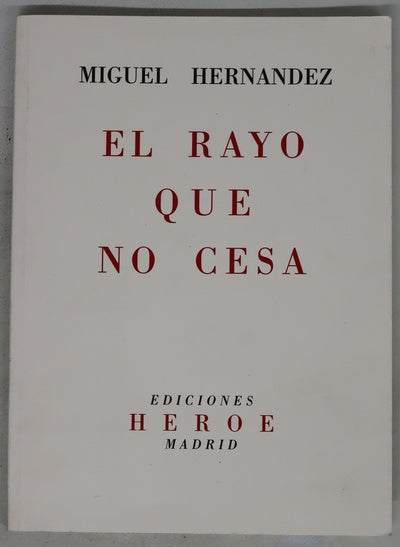 MIGUEL HERNANDEZ
EL RAYO
QUE
NO CESA
EDICIONES
HEROE
MADRID